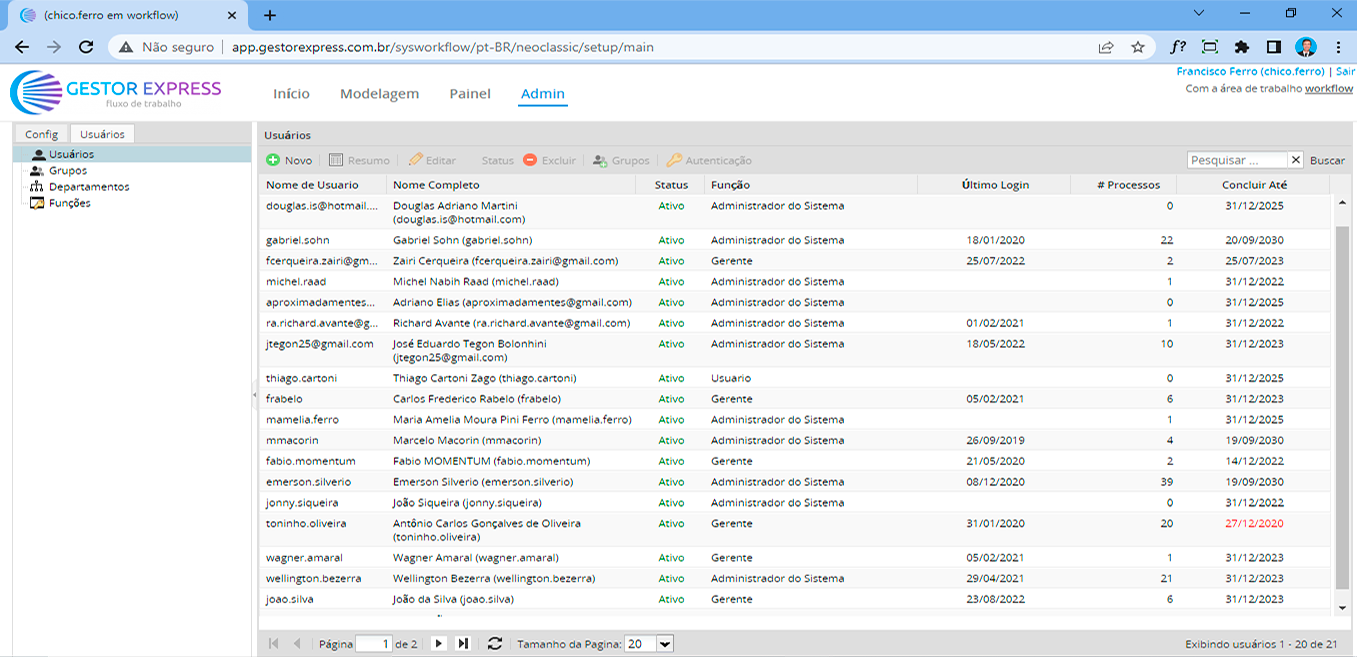 (chico.ferro em workflow)
Não seguro app.gestorexpress.com.br/sysworkflow/pt-BR/neoclassic/setup/main f?
Francisco Ferro (chico.ferro) | Sair
Com a área de trabalho workflow
GESTOR EXPRESS
fluxo de trabalho
Início Modelagem Painel Admin
Config Usuários
Usuários
Grupos
Departamentos
Funções
Usuários
Novo Resumo Editar Status Excluir Grupos Autenticação Pesquisar ... Buscar
Nome de Usuario Nome Completo Status Função Último Login # Processos Concluir Até
douglas.is@hotmail.... Douglas Adriano Martini Ativo Administrador do Sistema 0 31/12/2025
(douglas.is@hotmail.com)
gabriel.sohn Gabriel Sohn (gabriel.sohn) Ativo Administrador do Sistema 18/01/2020 22 20/09/2030
fcerqueira.zairi@gm... Zairi Cerqueira (fcerqueira.zairi@gmail.com) Ativo Gerente 25/07/2022 2 25/07/2023
michel.raad Michel Nabih Raad (michel.raad) Ativo Administrador do Sistema 1 31/12/2022
aproximadamentes... Adriano Elias (aproximadamentes@gmail.com) Ativo Administrador do Sistema 0 31/12/2025
ra.richard.avante@g... Richard Avante (ra.richard.avante@gmail.com) Ativo Administrador do Sistema 01/02/2021 1 31/12/2022
jtegon25@gmail.com José Eduardo Tegon Bolonhini Ativo Administrador do Sistema 18/05/2022 10 31/12/2023
(jtegon25@gmail.com)
thiago.cartoni Thiago Cartoni Zago (thiago.cartoni) Ativo Usuario 0 31/12/2025
frabelo Carlos Frederico Rabelo (frabelo) Ativo Gerente 05/02/2021 6 31/12/2023
mamelia.ferro Maria Amelia Moura Pini Ferro (mamelia.ferro) Ativo Administrador do Sistema 1 31/12/2025
mmacorin Marcelo Macorin (mmacorin) Ativo Administrador do Sistema 26/09/2019 4 19/09/2030
fabio.momentum Fabio MOMENTUM (fabio.momentum) Ativo Gerente 21/05/2020 2 14/12/2022
emerson.silverio Emerson Silverio (emerson.silverio) Ativo Administrador do Sistema 08/12/2020 39 19/09/2030
jonny.siqueira João Siqueira (jonny.siqueira) Ativo Administrador do Sistema 0 31/12/2022
toninho.oliveira Antônio Carlos Gonçalves de Oliveira Ativo Gerente 31/01/2020 20 27/12/2020
(toninho.oliveira)
wagner.amaral Wagner Amaral (wagner.amaral) Ativo Gerente 05/02/2021 1 31/12/2023
wellington.bezerra Wellington Bezerra (wellington.bezerra) Ativo Administrador do Sistema 29/04/2021 21 31/12/2023
joao.silva João da Silva (joao.silva) Ativo Gerente 23/08/2022 6 31/12/2023
Página 1 de 2 Tamanho da Pagina: 20 Exibindo usuários 1 - 20 de 21